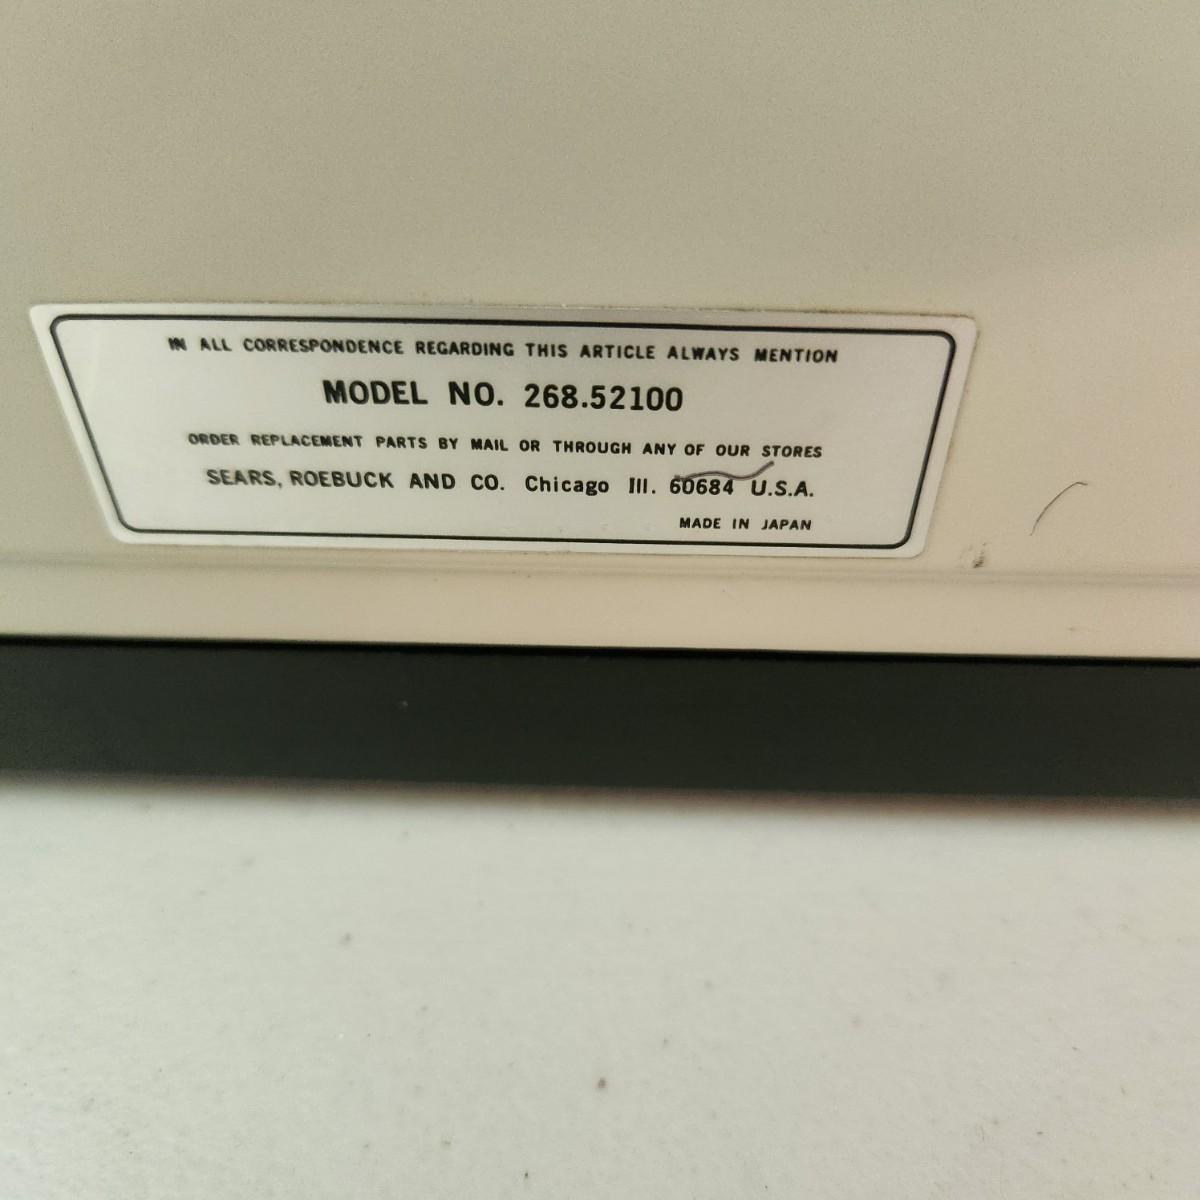 IN ALL CORRESPONDENCE REGARDING THIS ARTICLE ALWAYS MENTION
MODEL NO. 268.52100
ORDER REPLACEMENT PARTS BY MAIL OR THROUGH ANY OF OUR STORES
SEARS, ROEBUCK AND CO. Chicago Ill. 60684 U.S.A.
MADE IN JAPAN